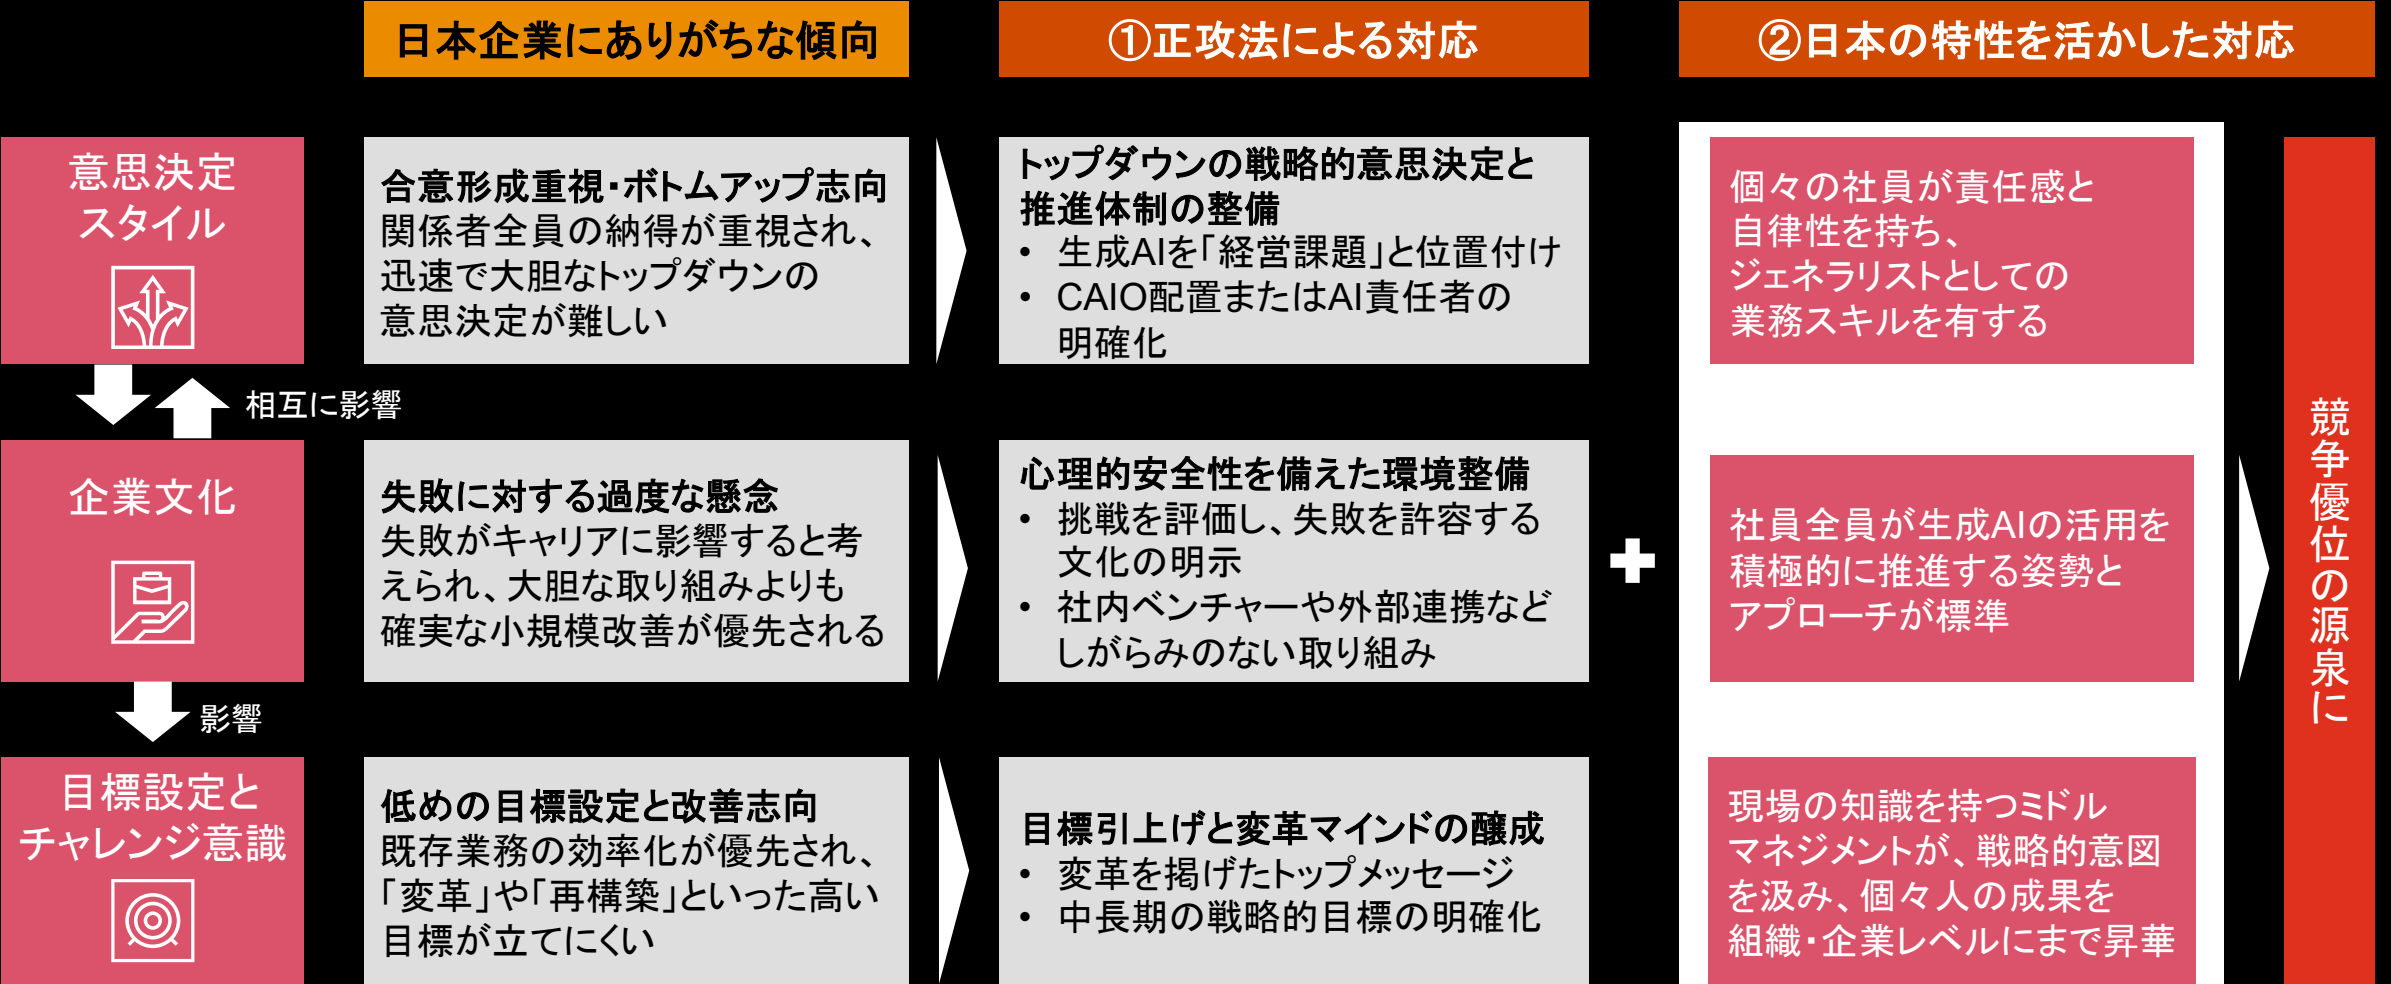 日本企業にありがちな傾向
①正攻法による対応
②日本の特性を活かした対応
意思決定
スタイル
合意形成重視・ボトムアップ志向
関係者全員の納得が重視され、
迅速で大胆なトップダウンの
意思決定が難しい
トップダウンの戦略的意思決定と
推進体制の整備
• 生成AIを「経営課題」と位置付け
• CAIO配置またはAI責任者の
明確化
個々の社員が責任感と
自律性を持ち、
ジェネラリストとしての
業務スキルを有する
相互に影響
企業文化
失敗に対する過度な懸念
失敗がキャリアに影響すると考
えられ、大胆な取り組みよりも
確実な小規模改善が優先される
心理的安全性を備えた環境整備
• 挑戦を評価し、失敗を許容する
文化の明示
• 社内ベンチャーや外部連携など
しがらみのない取り組み
社員全員が生成AIの活用を
積極的に推進する姿勢と
アプローチが標準
影響
目標設定と
チャレンジ意識
低めの目標設定と改善志向
既存業務の効率化が優先され、
「変革」や「再構築」といった高い
目標が立てにくい
目標引上げと変革マインドの醸成
• 変革を掲げたトップメッセージ
• 中長期の戦略的目標の明確化
現場の知識を持つミドル
マネジメントが、戦略的意図
を汲み、個々人の成果を
組織・企業レベルにまで昇華
競争優位の源泉に